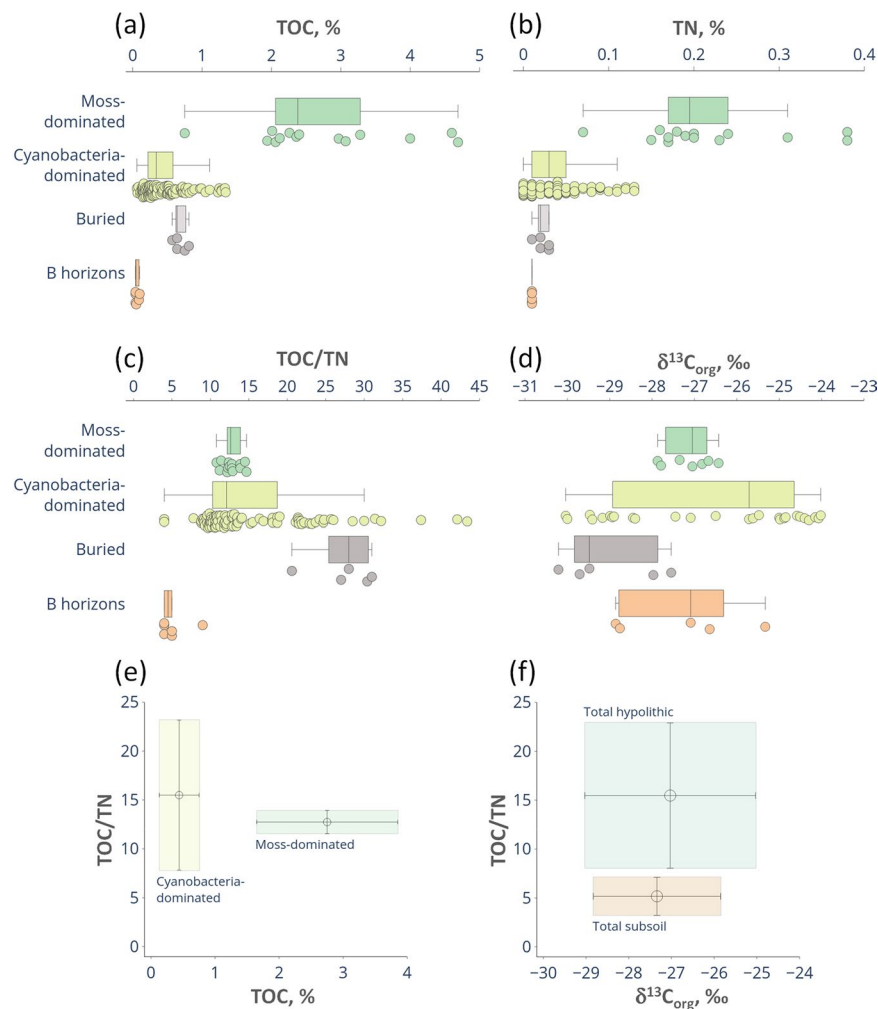 (a)
TOC, %
0 1 2 3 4 5
Moss-
dominated
Cyanobacteria-
dominated
Buried
B horizons
(b)
TN, %
0 0.1 0.2 0.3 0.4
(c)
TOC/TN
0 5 10 15 20 25 30 35 40 45
Moss-
dominated
Cyanobacteria-
dominated
Buried
B horizons
(d)
δ¹³Corg, ‰
−31 −30 −29 −28 −27 −26 −25 −24 −23
(e)
TOC/TN
25
20
15
10
5
0
Moss-dominated
Cyanobacteria-
dominated
0 1 2 3 4
TOC, %
(f)
TOC/TN
25
20
15
10
5
0
Total hypolithic
Total subsoil
−30 −29 −28 −27 −26 −25 −24
δ¹³Corg, ‰